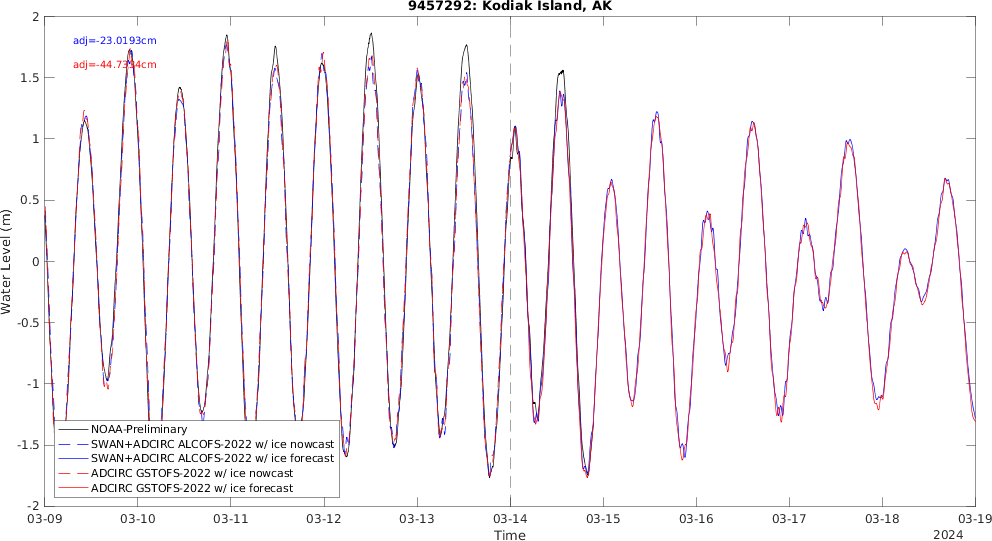 9457292: Kodiak Island, AK
adj=-23.0193cm
adj=-44.7354cm
Water Level (m)
2
1.5
1
0.5
0
-0.5
-1
-1.5
-2
NOAA-Preliminary
SWAN+ADCIRC ALCOFS-2022 w/ ice nowcast
SWAN+ADCIRC ALCOFS-2022 w/ ice forecast
ADCIRC GSTOFS-2022 w/ ice nowcast
ADCIRC GSTOFS-2022 w/ ice forecast
03-09 03-10 03-11 03-12 03-13 03-14 03-15 03-16 03-17 03-18 03-19
Time
2024